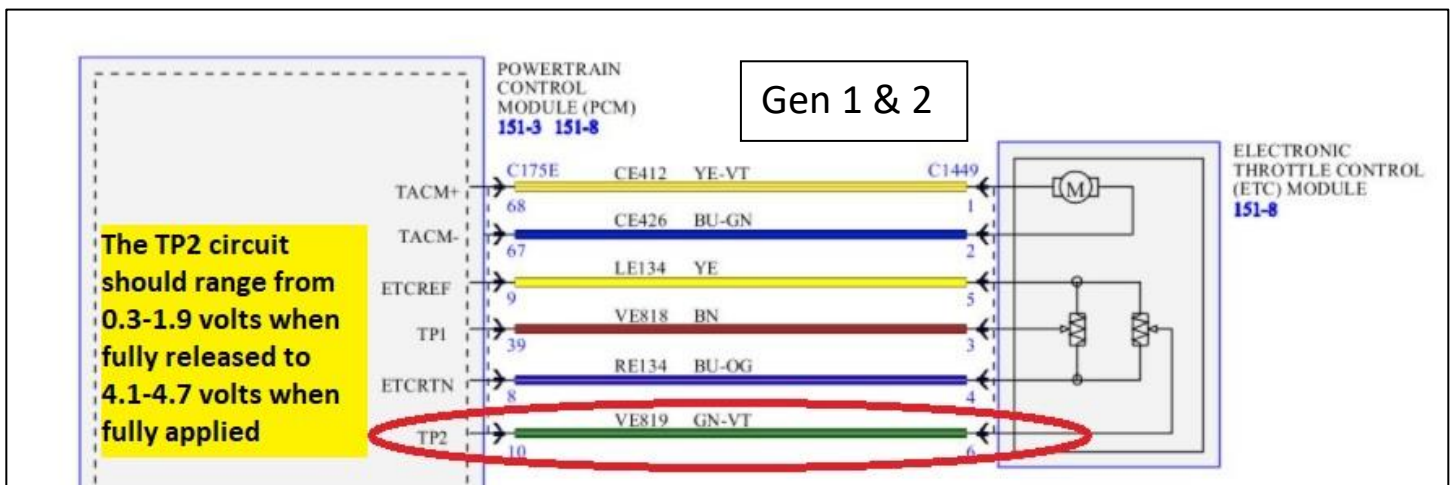 POWERTRAIN
CONTROL
MODULE (PCM)
151-3 151-8
Gen 1 & 2
ELECTRONIC
THROTTLE CONTROL
(ETC) MODULE
151-8
C175E CE412 YE-VT C1449
TACM+
68 1
M
CE426 BU-GN
TACM-
67 2
LE134 YE
ETCREF
9 5
VE818 BN
TP1
39 3
RE134 BU-OG
ETCRTN
8 4
VE819 GN-VT
TP2
10 6
The TP2 circuit
should range from
0.3-1.9 volts when
fully released to
4.1-4.7 volts when
fully applied